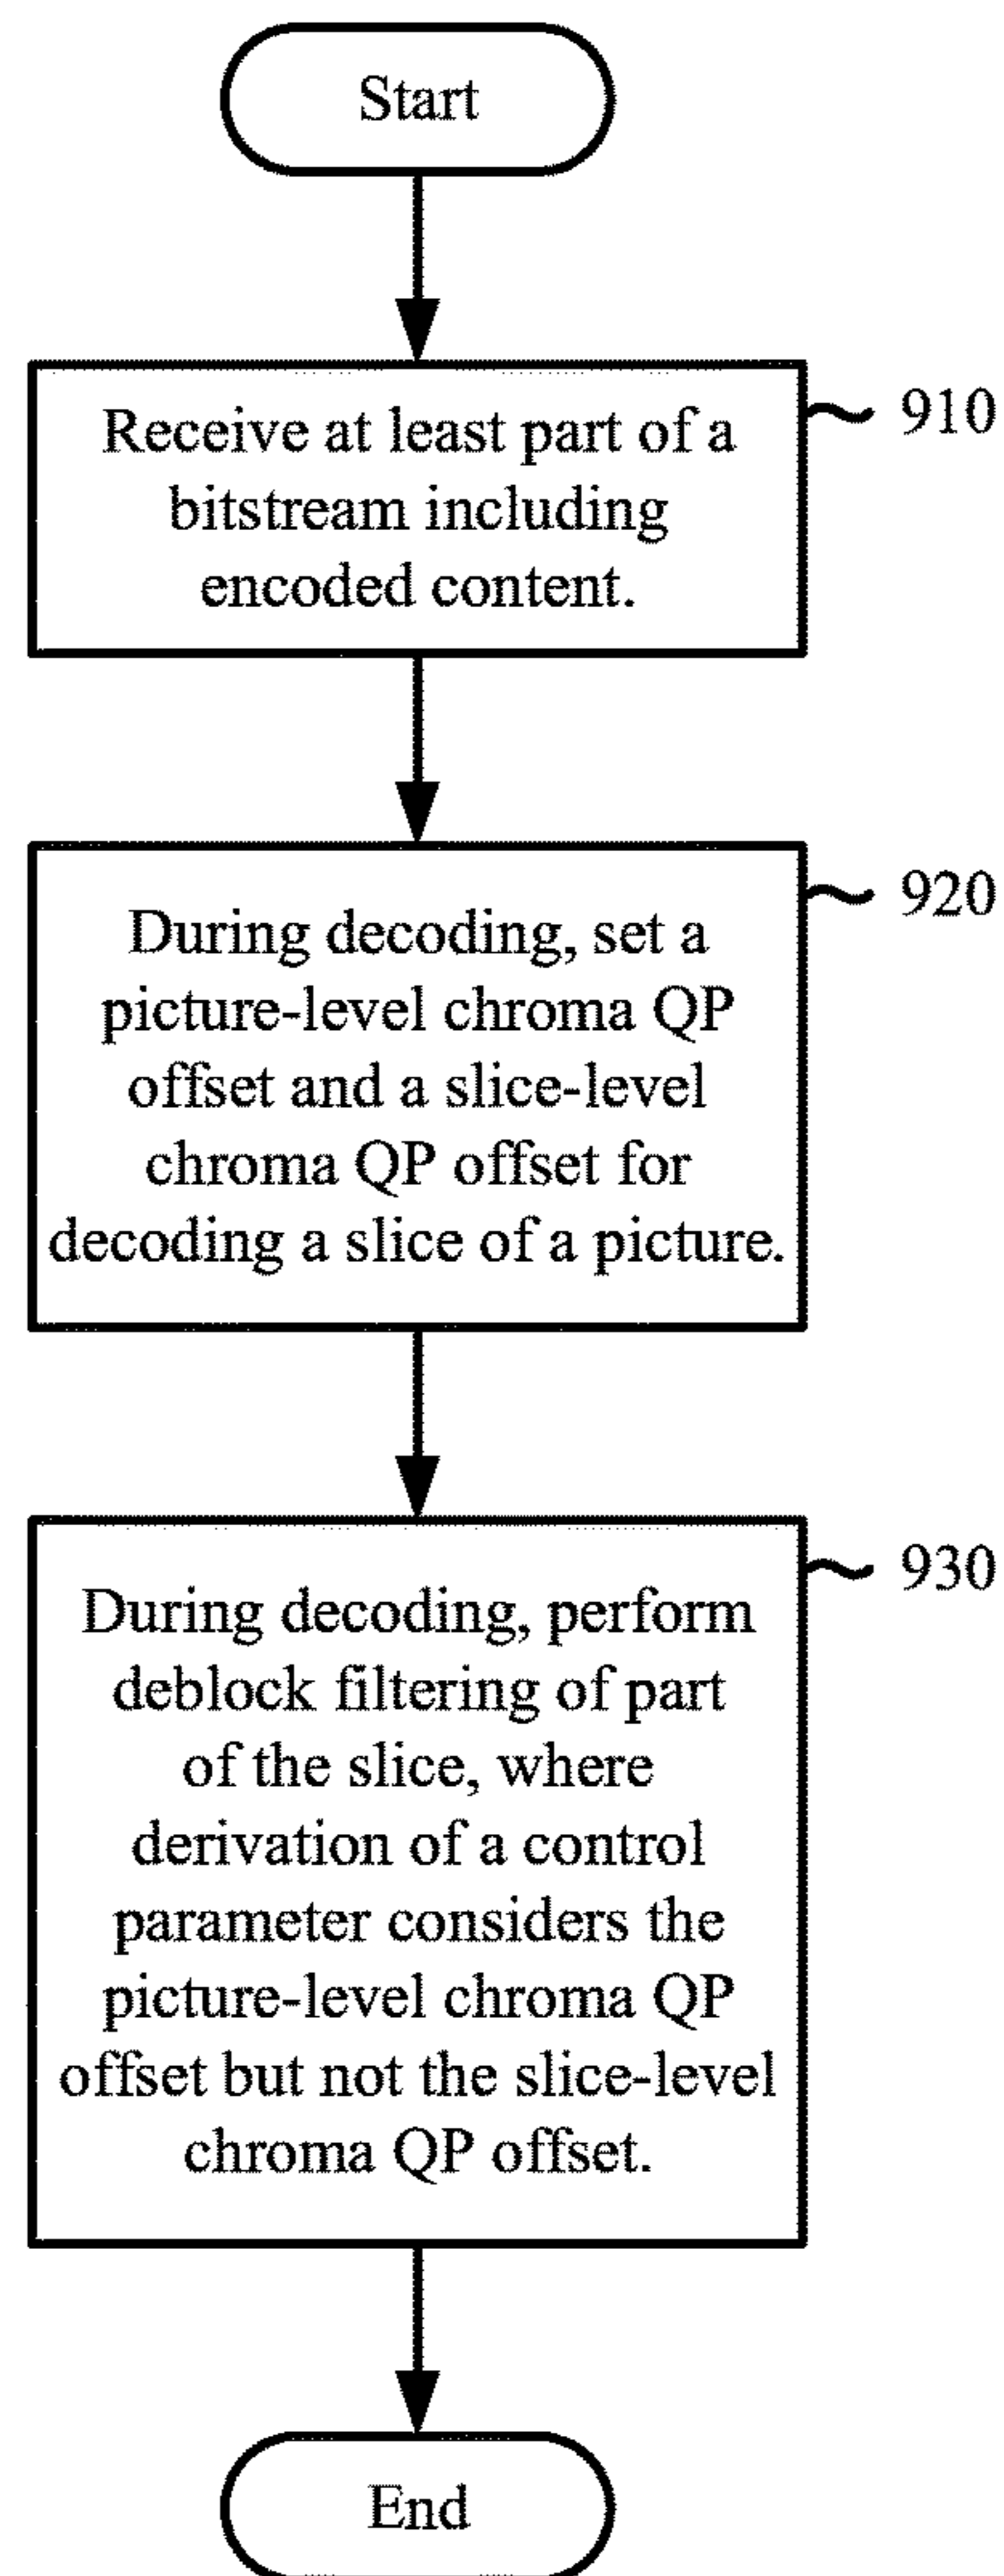 Start
Receive at least part of a
910
bitstream including
encoded content.
During decoding, set a
920
picture-level chroma QP
offset and a slice-level
chroma QP offset for
decoding a slice of a picture.
During decoding, perform
930
deblock filtering of part
of the slice, where
derivation of a control
parameter considers the
picture-level chroma QP
offset but not the slice-level
chroma QP offset.
End